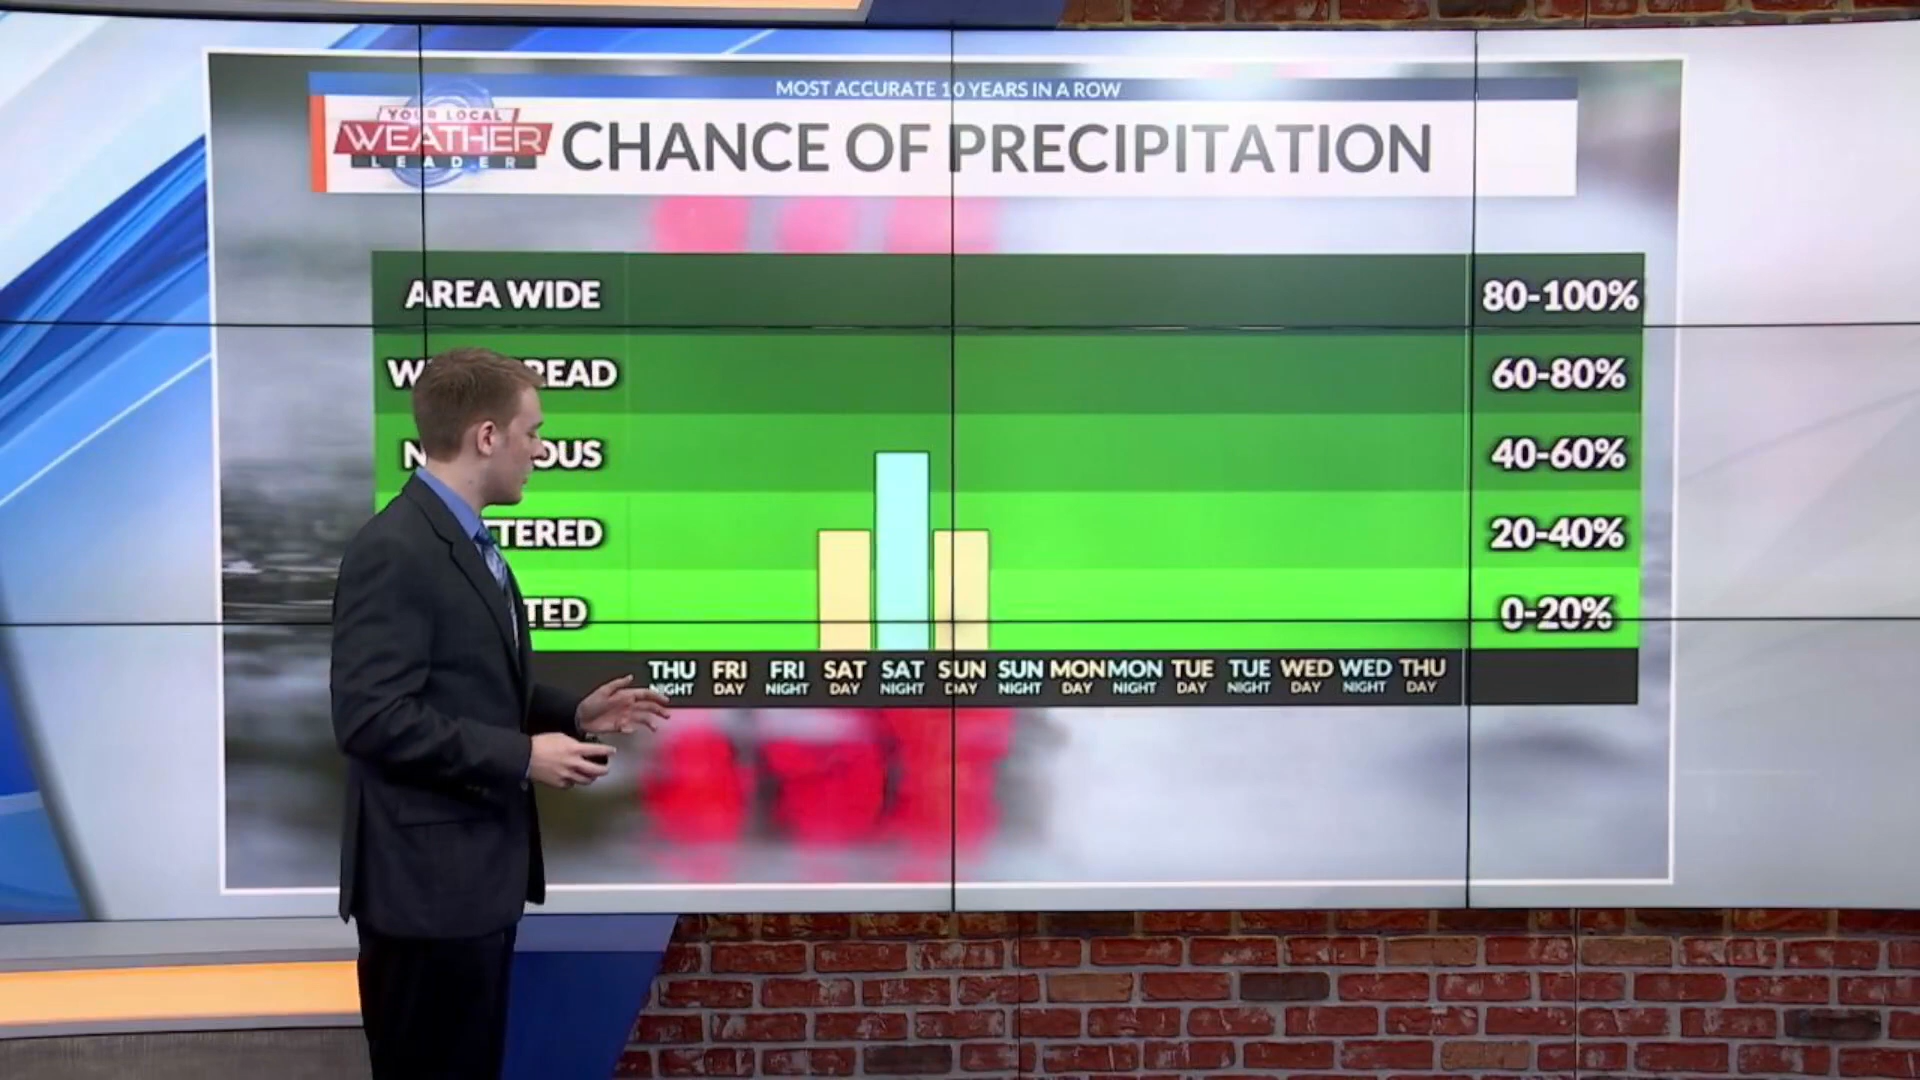 MOST ACCURATE 10 YEARS IN A ROW
YOUR LOCAL
WEATHER
LEADER
CHANCE OF PRECIPITATION
AREA WIDE 80-100%
60-80%
40-60%
20-40%
0-20%
THU FRI FRI SAT SAT SUN SUN MON MON TUE TUE WED WED THU
NIGHT DAY NIGHT DAY NIGHT DAY NIGHT DAY NIGHT DAY NIGHT DAY NIGHT DAY